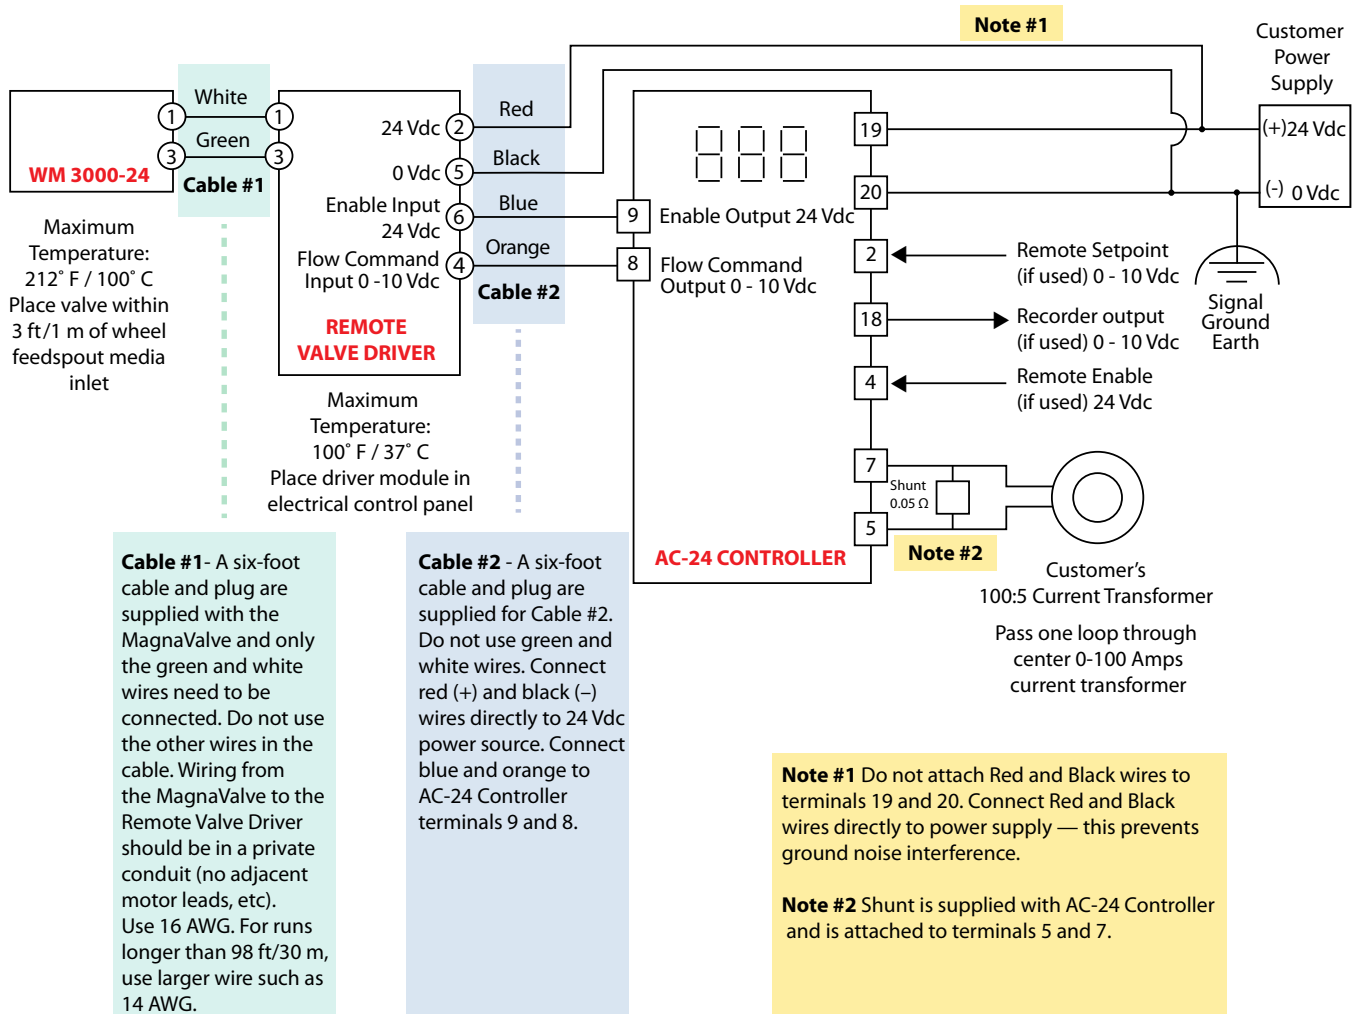 Note #1
Customer
Power
Supply
White
1
1
Green
3
3
WM 3000-24
Cable #1
Maximum
Temperature:
212˚ F / 100˚ C
Place valve within
3 ft/1 m of wheel
feedspout media
inlet
24 Vdc
2
Red
0 Vdc
5
Black
Enable Input
24 Vdc
6
Blue
Flow Command
Input 0 -10 Vdc
4
Orange
Cable #2
REMOTE
VALVE DRIVER
Maximum
Temperature:
100˚ F / 37˚ C
Place driver module in
electrical control panel
9
Enable Output 24 Vdc
8
Flow Command
Output 0 - 10 Vdc
19
20
2
18
4
7
5
AC-24 CONTROLLER
(+)24 Vdc
(-) 0 Vdc
Remote Setpoint
(if used) 0 - 10 Vdc
Recorder output
(if used) 0 - 10 Vdc
Remote Enable
(if used) 24 Vdc
Signal
Ground
Earth
Shunt
0.05 Ω
Note #2
Customer's
100:5 Current Transformer
Pass one loop through
center 0-100 Amps
current transformer
Cable #1- A six-foot
cable and plug are
supplied with the
MagnaValve and only
the green and white
wires need to be
connected. Do not use
the other wires in the
cable. Wiring from
the MagnaValve to the
Remote Valve Driver
should be in a private
conduit (no adjacent
motor leads, etc).
Use 16 AWG. For runs
longer than 98 ft/30 m,
use larger wire such as
14 AWG.
Cable #2 - A six-foot
cable and plug are
supplied for Cable #2.
Do not use green and
white wires. Connect
red (+) and black (–)
wires directly to 24 Vdc
power source. Connect
blue and orange to
AC-24 Controller
terminals 9 and 8.
Note #1 Do not attach Red and Black wires to
terminals 19 and 20. Connect Red and Black
wires directly to power supply — this prevents
ground noise interference.
Note #2 Shunt is supplied with AC-24 Controller
and is attached to terminals 5 and 7.